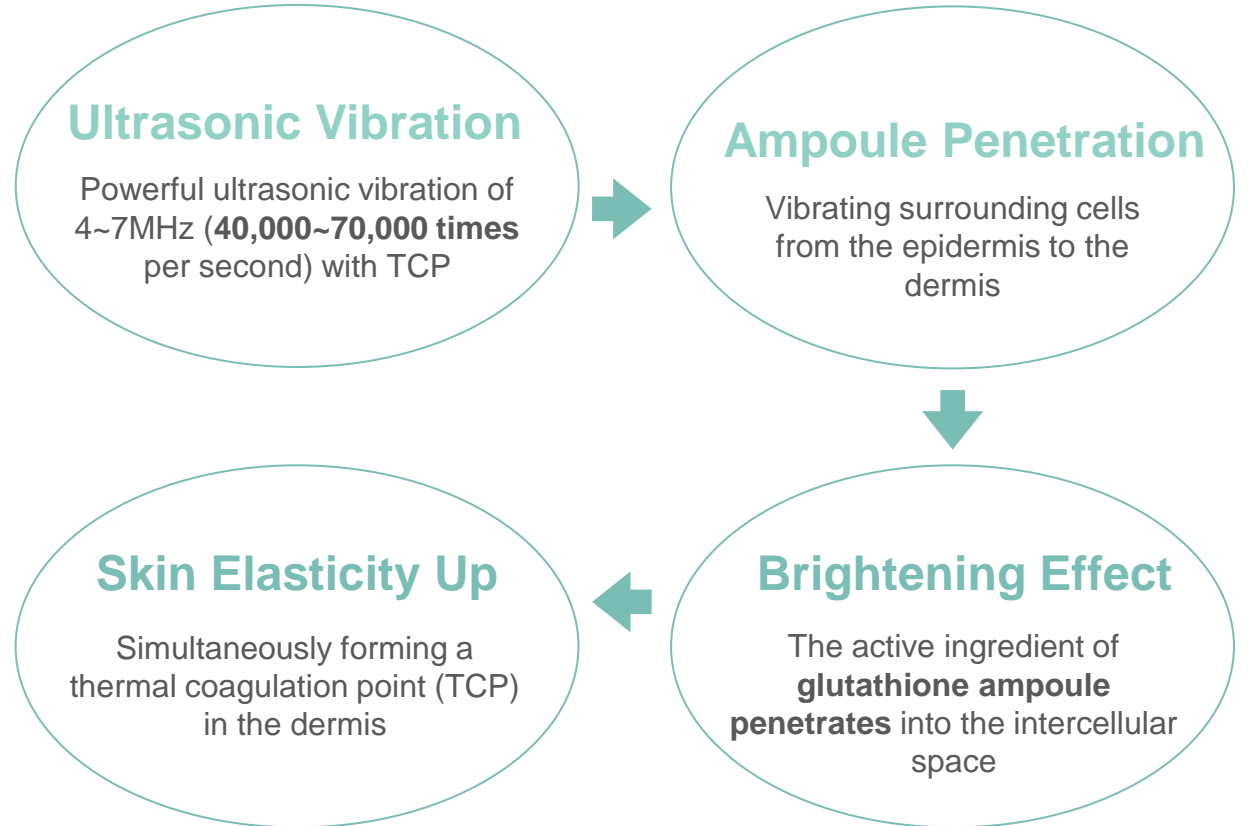 Ultrasonic Vibration
Powerful ultrasonic vibration of
4~7MHz (40,000~70,000 times
per second) with TCP
Ampoule Penetration
Vibrating surrounding cells
from the epidermis to the
dermis
Skin Elasticity Up
Simultaneously forming a
thermal coagulation point (TCP)
in the dermis
Brightening Effect
The active ingredient of
glutathione ampoule
penetrates into the intercellular
space